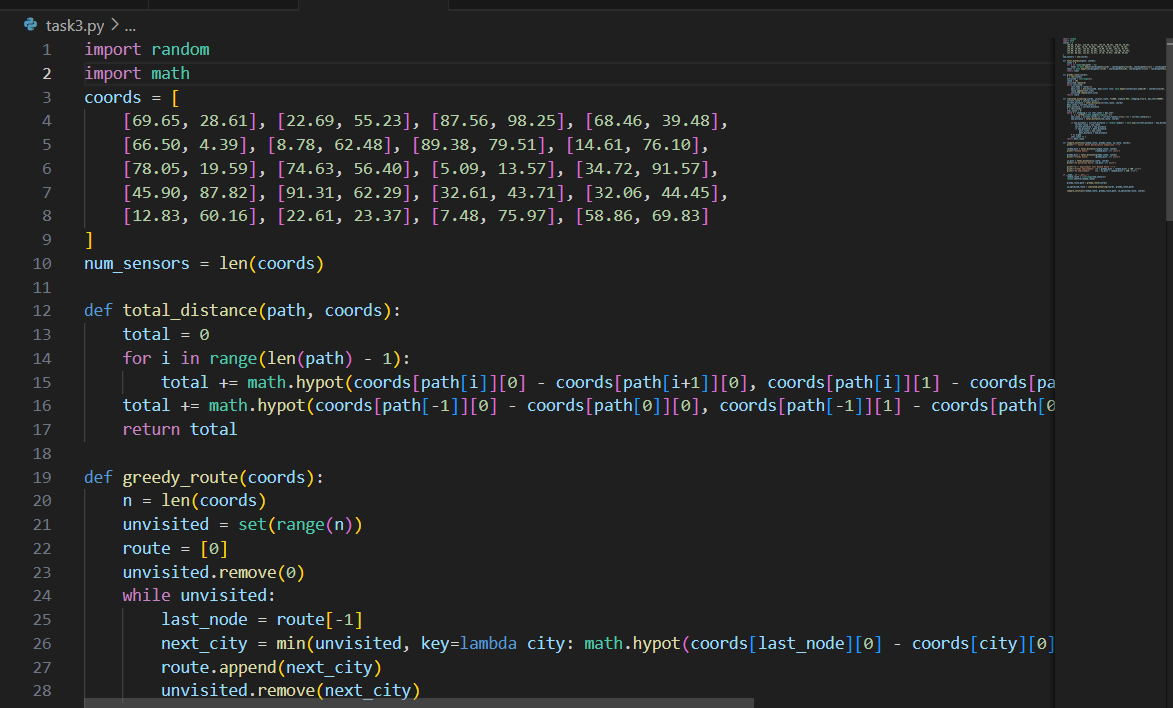 task3.py > ...
1 import random
2 import math
3 coords = [
4     [69.65, 28.61], [22.69, 55.23], [87.56, 98.25], [68.46, 39.48],
5     [66.50, 4.39], [8.78, 62.48], [89.38, 79.51], [14.61, 76.10],
6     [78.05, 19.59], [74.63, 56.40], [5.09, 13.57], [34.72, 91.57],
7     [45.90, 87.82], [91.31, 62.29], [32.61, 43.71], [32.06, 44.45],
8     [12.83, 60.16], [22.61, 23.37], [7.48, 75.97], [58.86, 69.83]
9 ]
10 num_sensors = len(coords)
11
12 def total_distance(path, coords):
13     total = 0
14     for i in range(len(path) - 1):
15         total += math.hypot(coords[path[i]][0] - coords[path[i+1]][0], coords[path[i]][1] - coords[pa
16     total += math.hypot(coords[path[-1]][0] - coords[path[0]][0], coords[path[-1]][1] - coords[path[0
17     return total
18
19 def greedy_route(coords):
20     n = len(coords)
21     unvisited = set(range(n))
22     route = [0]
23     unvisited.remove(0)
24     while unvisited:
25         last_node = route[-1]
26         next_city = min(unvisited, key=lambda city: math.hypot(coords[last_node][0] - coords[city][0]
27         route.append(next_city)
28         unvisited.remove(next_city)